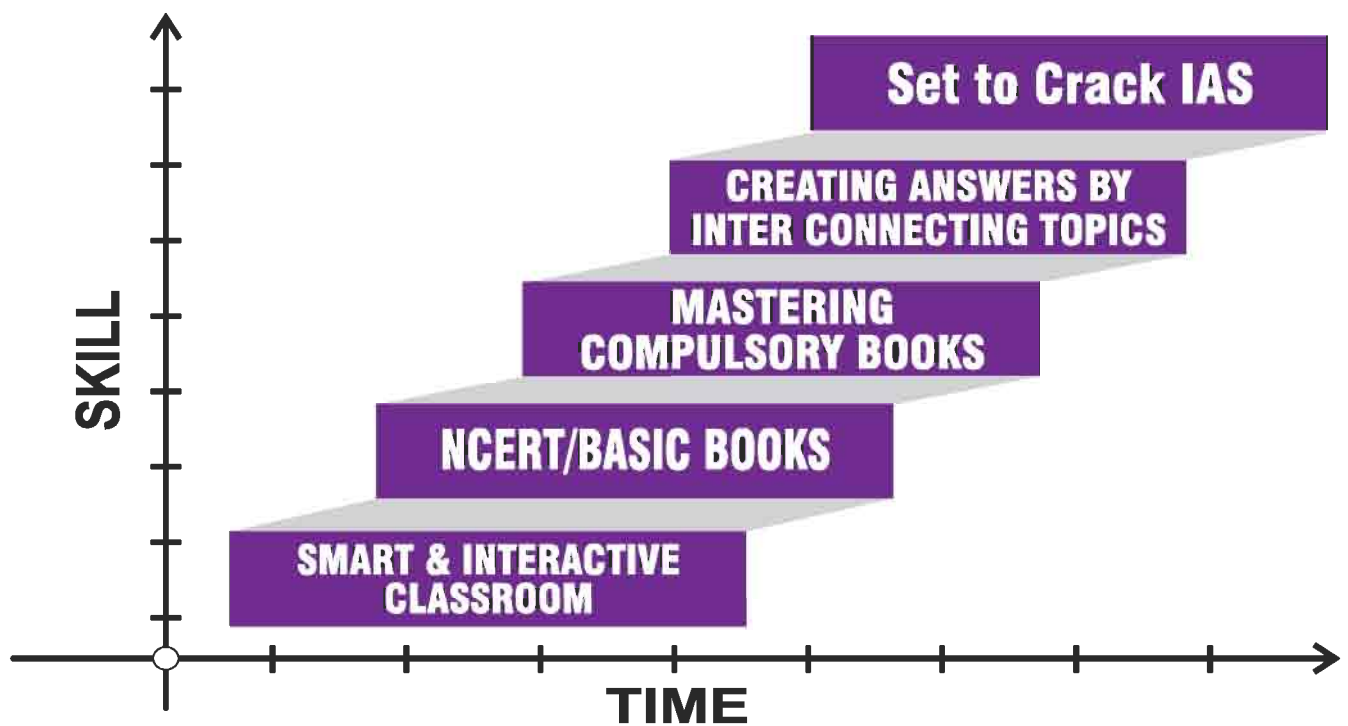 Set to Crack IAS
CREATING ANSWERS BY
INTER CONNECTING TOPICS
MASTERING
COMPULSORY BOOKS
NCERT/BASIC BOOKS
SMART & INTERACTIVE
CLASSROOM
SKILL
TIME